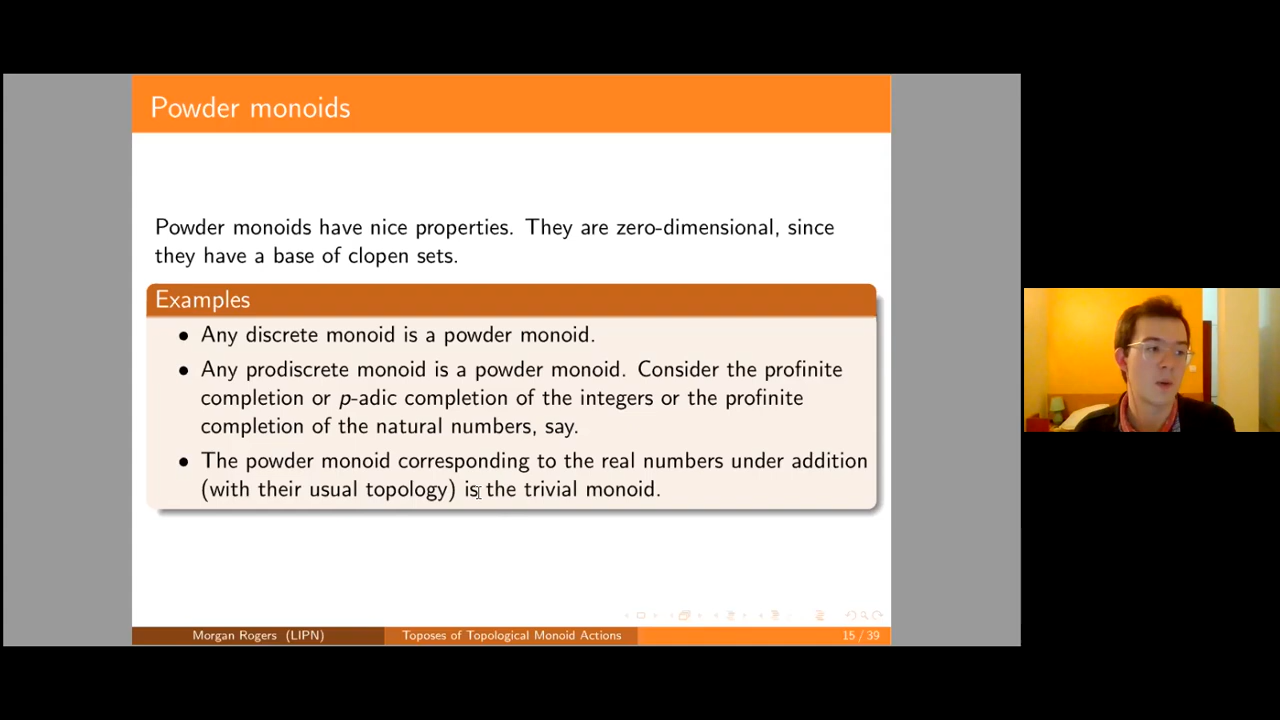 Powder monoids
Powder monoids have nice properties. They are zero-dimensional, since
they have a base of clopen sets.
Examples
• Any discrete monoid is a powder monoid.
• Any prodiscrete monoid is a powder monoid. Consider the profinite
completion or p-adic completion of the integers or the profinite
completion of the natural numbers, say.
• The powder monoid corresponding to the real numbers under addition
(with their usual topology) is the trivial monoid.
Morgan Rogers (LIPN) Toposes of Topological Monoid Actions 15 / 39